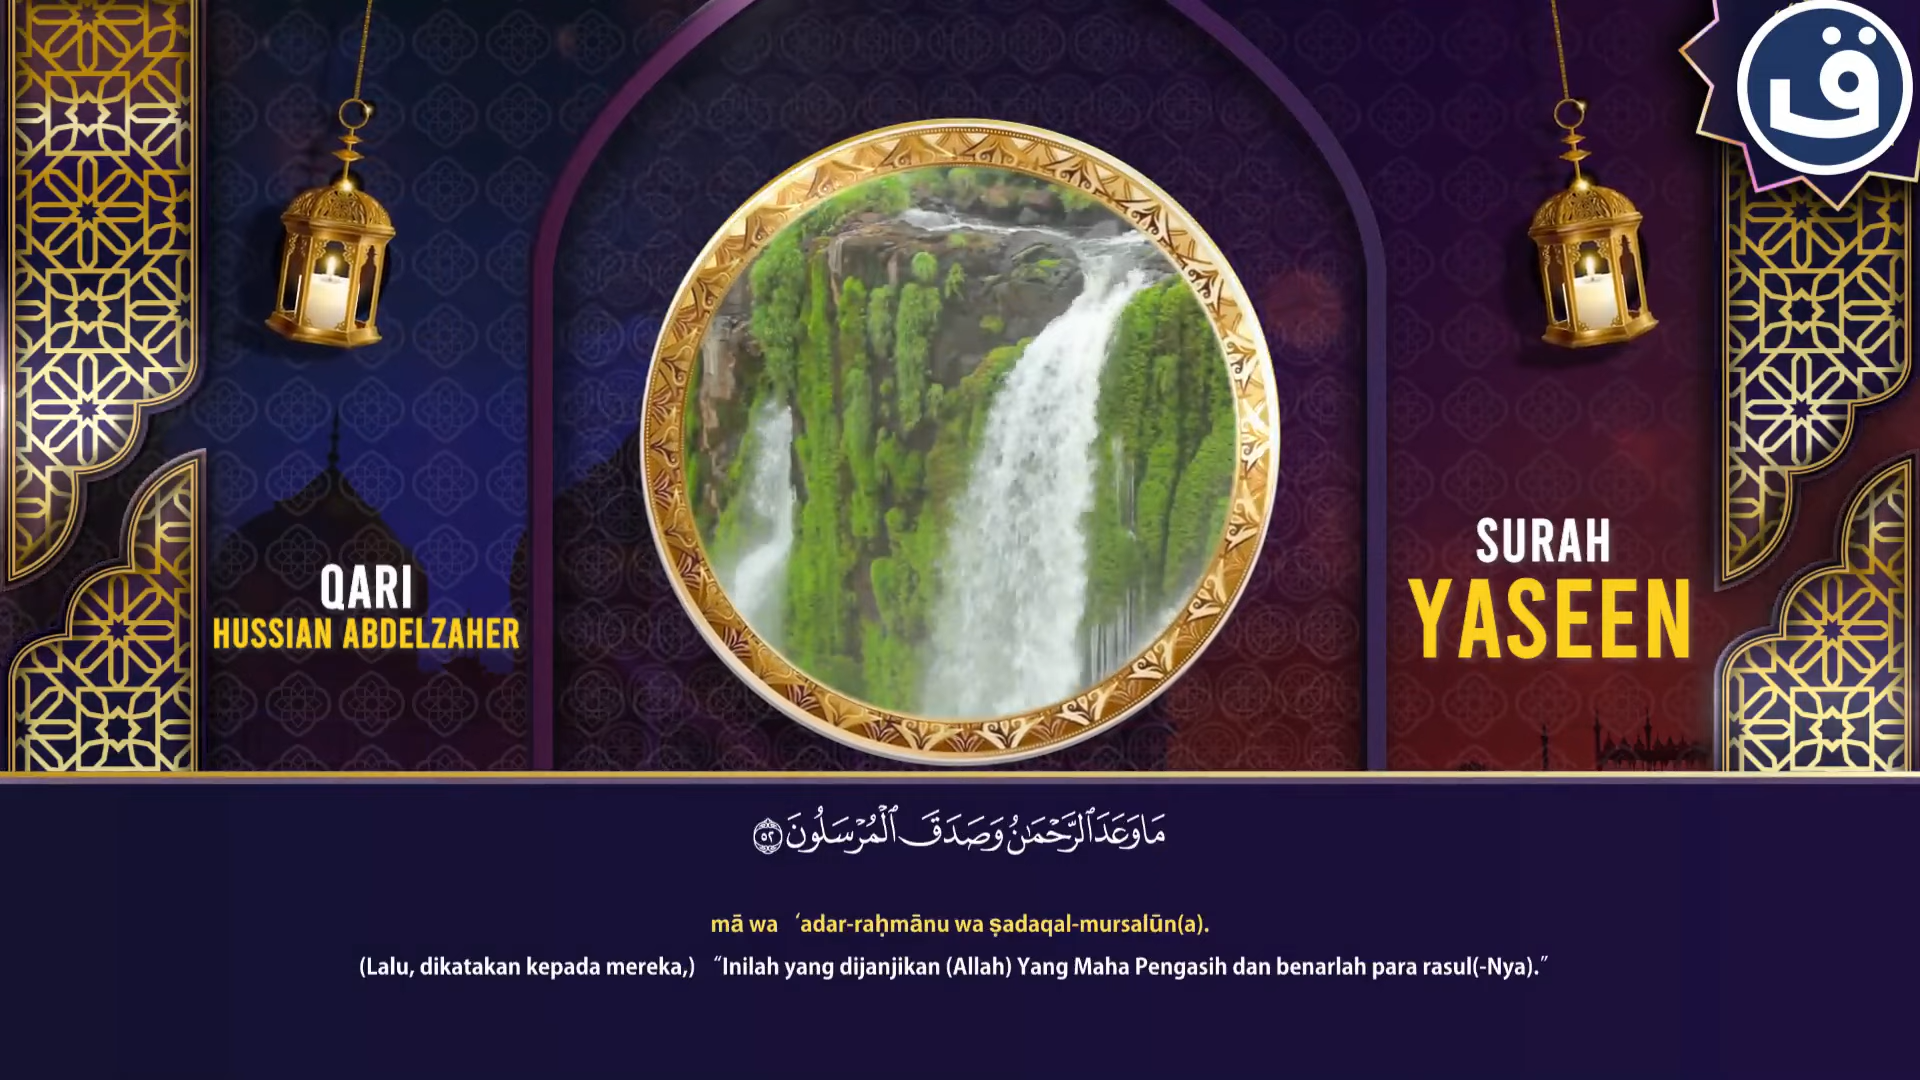 ق
QARI
HUSSIAN ABDELZAHER
SURAH
YASEEN
مَا وَعَدَ ٱلرَّحْمَٰنُ وَصَدَقَ ٱلْمُرْسَلُونَ ٥٢
mā wa ‘adar-raḥmānu wa ṣadaqal-mursalūn(a).
(Lalu, dikatakan kepada mereka,) “Inilah yang dijanjikan (Allah) Yang Maha Pengasih dan benarlah para rasul(-Nya).”